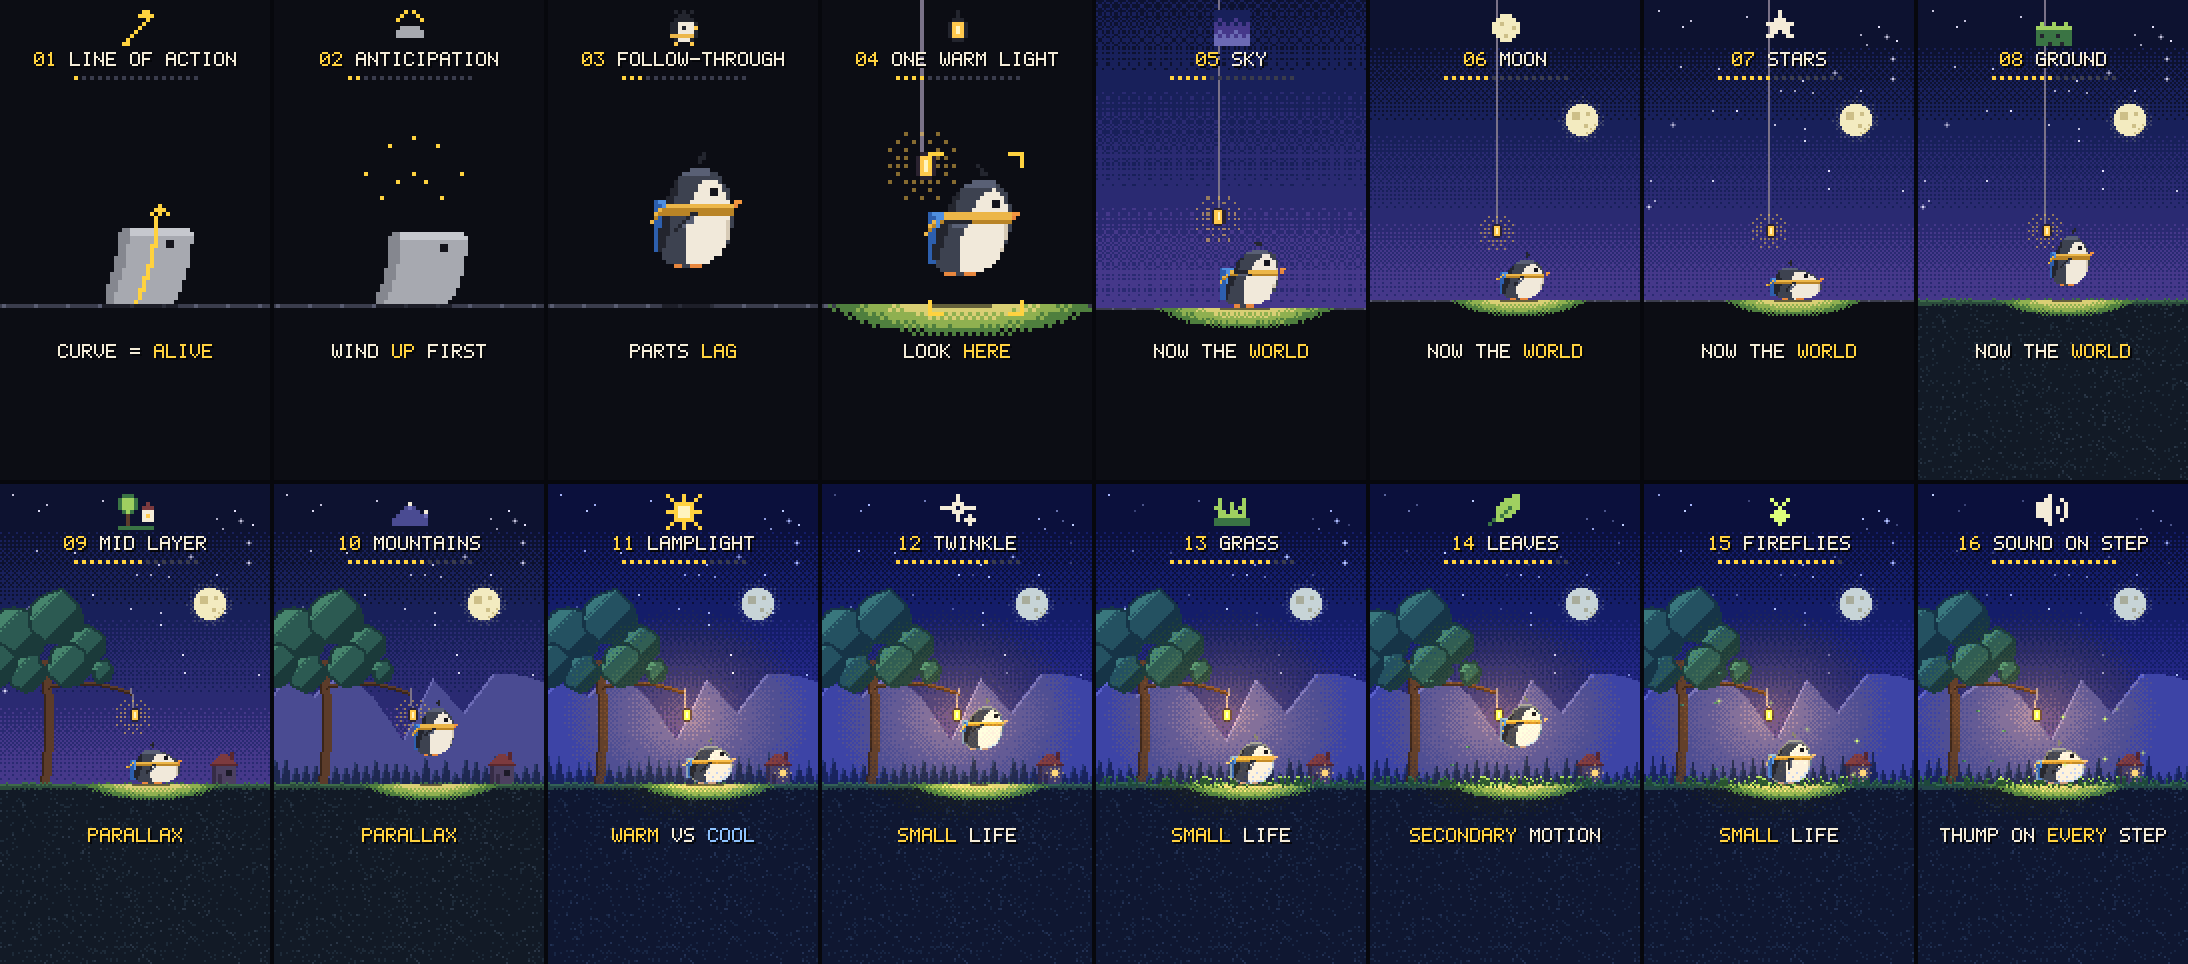 01 LINE OF ACTION
CURVE = ALIVE
02 ANTICIPATION
WIND UP FIRST
03 FOLLOW-THROUGH
PARTS LAG
04 ONE WARM LIGHT
LOOK HERE
05 SKY
NOW THE WORLD
06 MOON
NOW THE WORLD
07 STARS
NOW THE WORLD
08 GROUND
NOW THE WORLD
09 MID LAYER
PARALLAX
10 MOUNTAINS
PARALLAX
11 LAMPLIGHT
WARM VS COOL
12 TWINKLE
SMALL LIFE
13 GRASS
SMALL LIFE
14 LEAVES
SECONDARY MOTION
15 FIREFLIES
SMALL LIFE
16 SOUND ON STEP
THUMP ON EVERY STEP